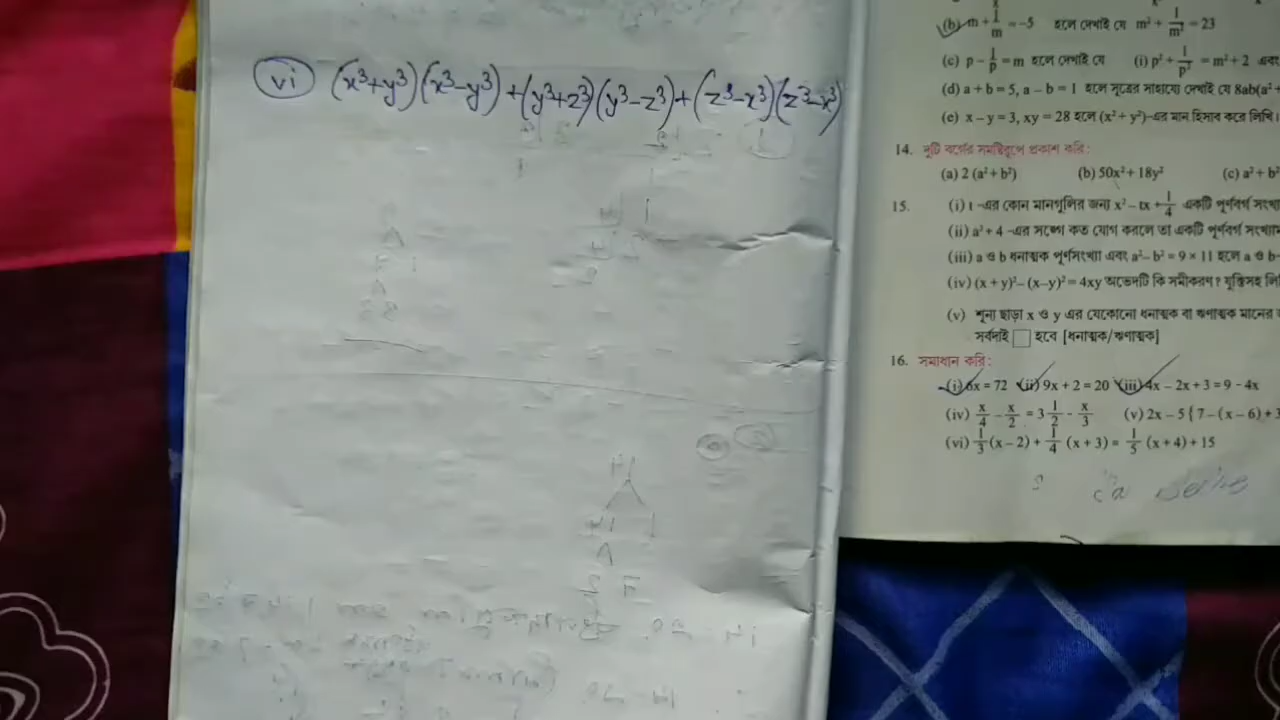 (vi) (x³+y³)(x³-y³) + (y³+z³)(y³-z³) + (z³-x³)(z³-x³)
(b) m + 1/m = -5 হলে দেখাই যে m² + 1/m² = 23
(c) p - 1/p = m হলে দেখাই যে (i) p² + 1/p² = m² + 2 এবং
(d) a + b = 5, a - b = 1 হলে সূত্রের সাহায্যে দেখাই যে 8ab(a² +
(e) x - y = 3, xy = 28 হলে (x² + y²)-এর মান হিসাব করে লিখি।
14. দুটি বর্গের সমষ্টিরূপে প্রকাশ করি:
(a) 2 (a² + b²) (b) 50x² + 18y² (c) a² + b²
15. (i) t -এর কোন মানগুলির জন্য x² - tx + 1/4 একটি পূর্ণবর্গ সংখ্যা
(ii) a² + 4 -এর সঙ্গে কত যোগ করলে তা একটি পূর্ণবর্গ
(iii) a ও b ধনাত্মক পূর্ণসংখ্যা এবং a² - b² = 9 × 11 হলে a ও b
(iv) (x + y)² - (x-y)² = 4xy অভেদটি কি সমীকরণ? যুক্তিসহ
(v) শূন্য ছাড়া x ও y এর যেকোনো ধনাত্মক বা ঋণাত্মক মানের
সর্বদাই □ হবে [ধনাত্মক/ঋণাত্মক]
16. সমাধান করি:
(i) 6x = 72 (ii) 9x + 2 = 20 (iii) 4x - 2x + 3 = 9 - 4x
(iv) x/4 - x/2 = 3 1/2 - x/3 (v) 2x - 5 { 7 - (x - 6) + 3
(vi) 1/3 (x - 2) + 1/4 (x + 3) = 1/5 (x + 4) + 15